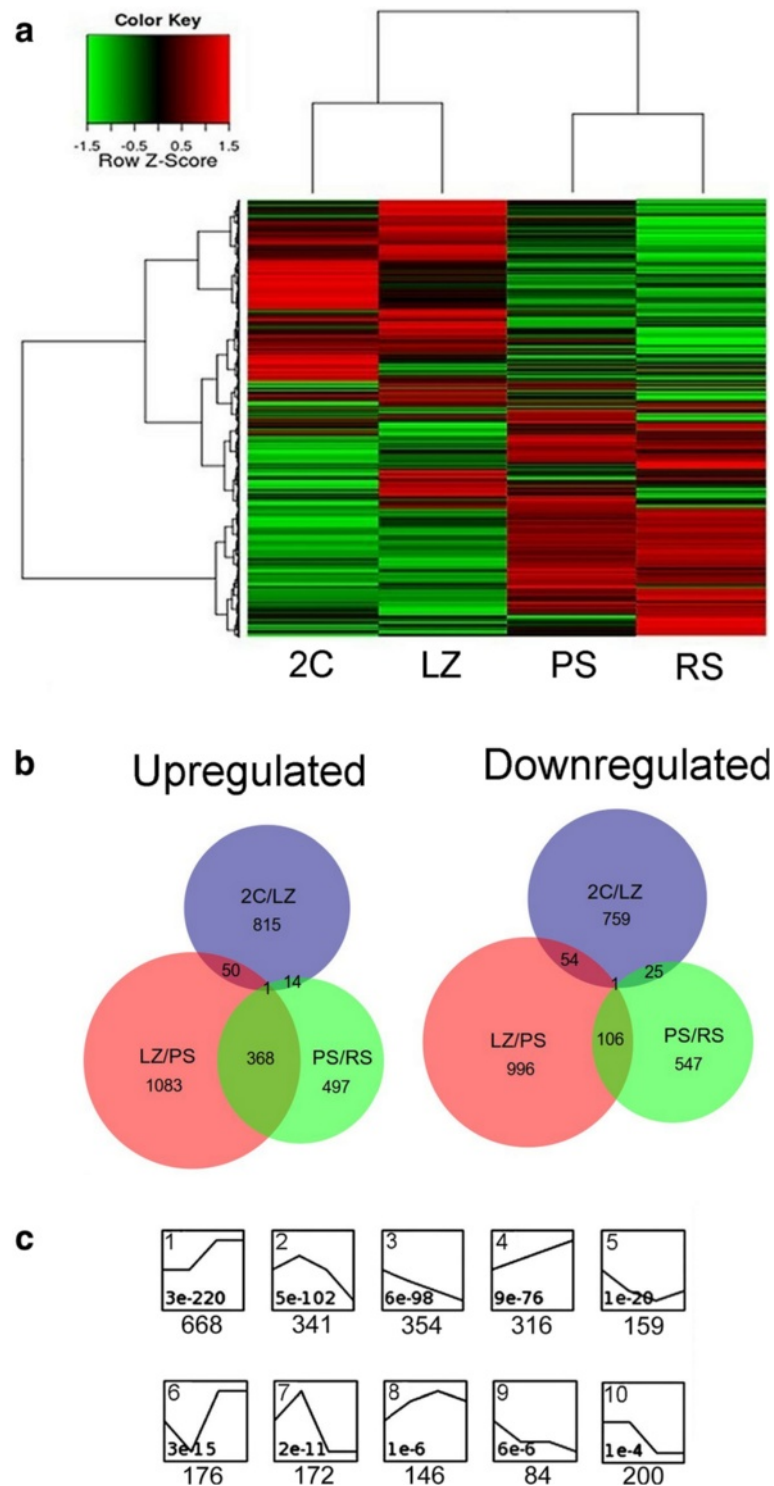 a
Color Key
-1.5 -0.5 0.5 1.5
Row Z-Score
2C LZ PS RS
b
Upregulated
Downregulated
2C/LZ
815
50
1
14
LZ/PS
1083
368
PS/RS
497
2C/LZ
759
54
1
25
LZ/PS
996
106
PS/RS
547
c
1 2 3 4 5
3e-220 5e-102 6e-98 9e-76 1e-20
668 341 354 316 159
6 7 8 9 10
3e-15 2e-11 1e-6 6e-6 1e-4
176 172 146 84 200